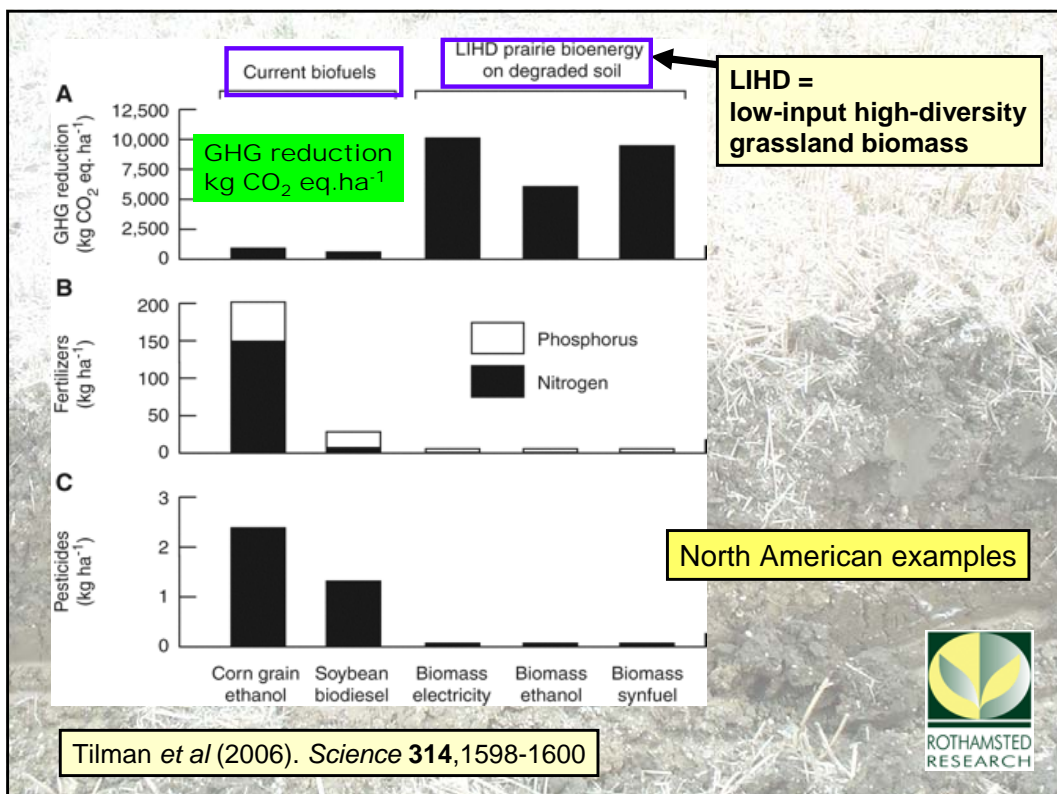 Current biofuels
LIHD prairie bioenergy
on degraded soil
LIHD =
low-input high-diversity
grassland biomass
A
GHG reduction
(kg CO₂ eq. ha⁻¹)
12,500
10,000
7,500
5,000
2,500
0
GHG reduction
kg CO₂ eq.ha⁻¹
B
Fertilizers
(kg ha⁻¹)
200
150
100
50
0
Phosphorus
Nitrogen
C
Pesticides
(kg ha⁻¹)
3
2
1
0
North American examples
Corn grain
ethanol
Soybean
biodiesel
Biomass
electricity
Biomass
ethanol
Biomass
synfuel
Tilman et al (2006). Science 314,1598-1600
ROTHAMSTED
RESEARCH